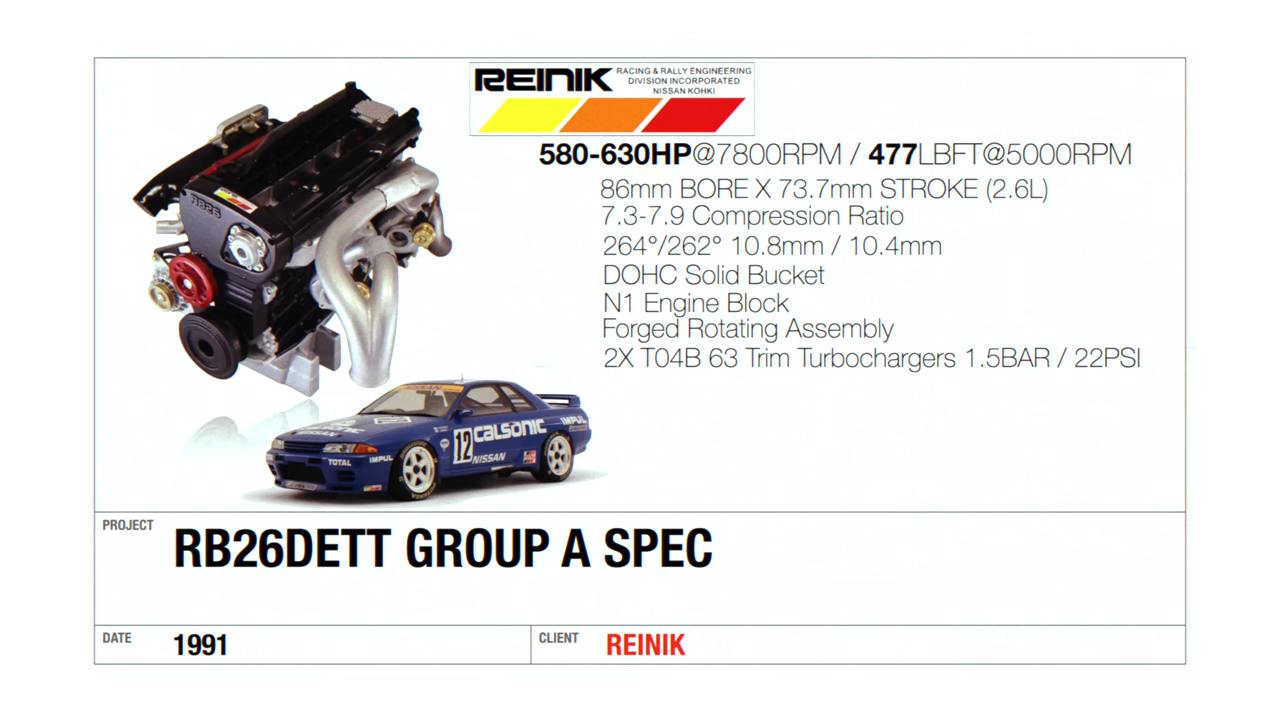 REINIK
RACING & RALLY ENGINEERING
DIVISION INCORPORATED
NISSAN KOHKI
580-630HP@7800RPM / 477LBFT@5000RPM
86mm BORE X 73.7mm STROKE (2.6L)
7.3-7.9 Compression Ratio
264°/262° 10.8mm / 10.4mm
DOHC Solid Bucket
N1 Engine Block
Forged Rotating Assembly
2X T04B 63 Trim Turbochargers 1.5BAR / 22PSI
RB26
NISSAN
NISSAN
12
CALSONIC
IMPUL
TOTAL
IMPUL
NISSAN
PROJECT
RB26DETT GROUP A SPEC
DATE
1991
CLIENT
REINIK